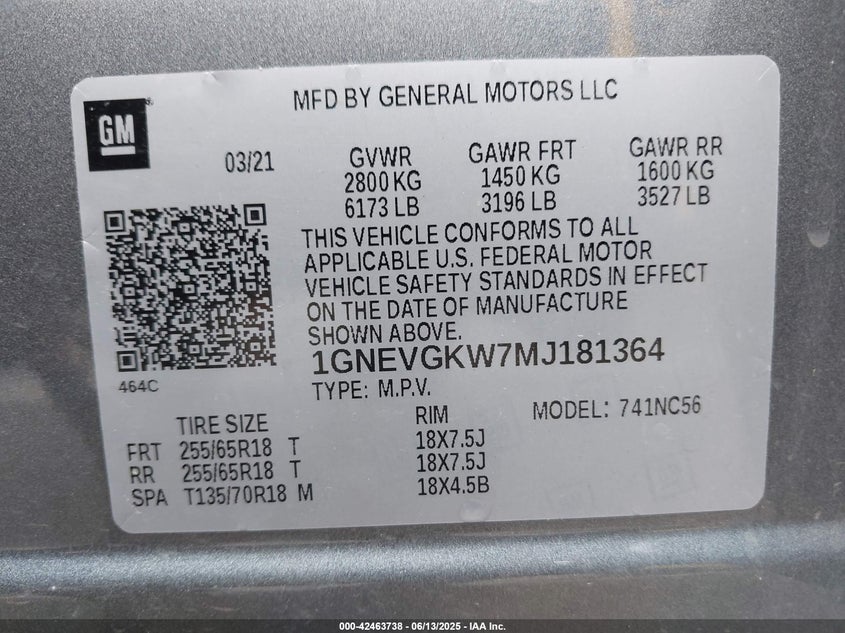 MFD BY GENERAL MOTORS LLC
GM
03/21
GVWR GAWR FRT GAWR RR
2800 KG 1450 KG 1600 KG
6173 LB 3196 LB 3527 LB
THIS VEHICLE CONFORMS TO ALL
APPLICABLE U.S. FEDERAL MOTOR
VEHICLE SAFETY STANDARDS IN EFFECT
ON THE DATE OF MANUFACTURE
SHOWN ABOVE.
1GNEVGKW7MJ181364
464C
TYPE: M.P.V.
TIRE SIZE RIM MODEL: 741NC56
FRT 255/65R18 T 18X7.5J
RR 255/65R18 T 18X7.5J
SPA T135/70R18 M 18X4.5B
000-42463738 - 06/13/2025 - IAA Inc.